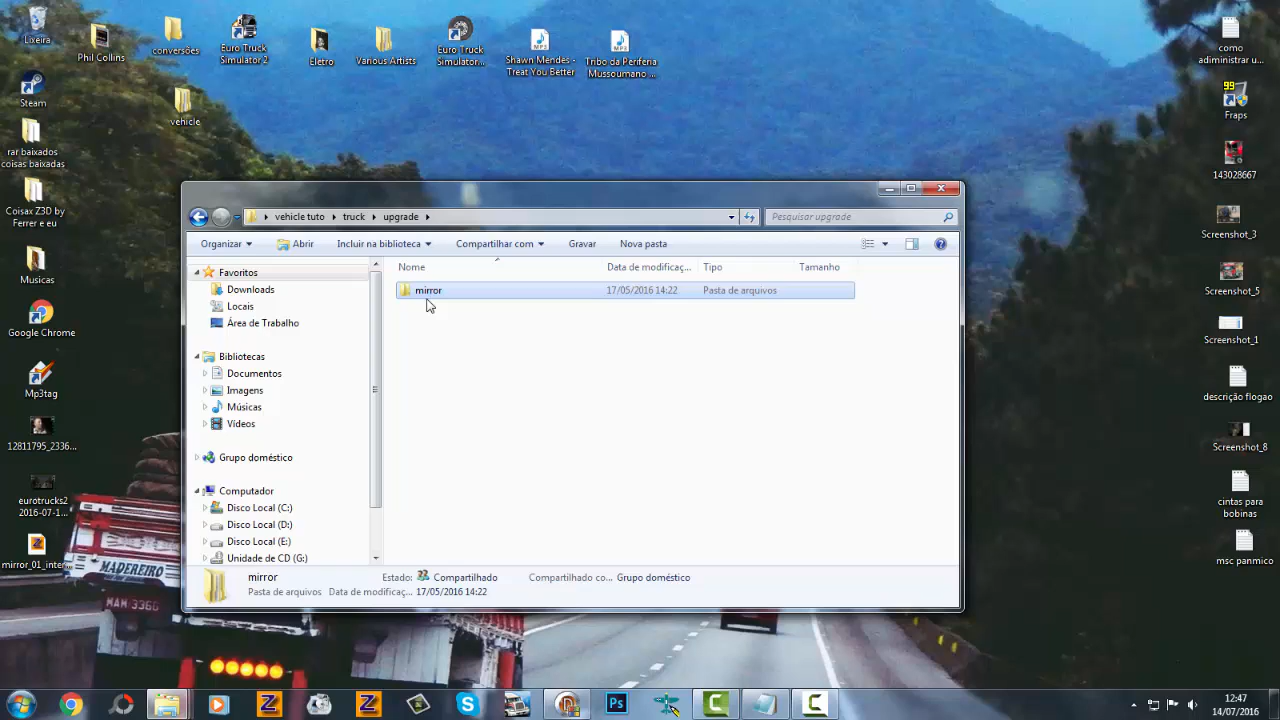 Lixeira
Phil Collins
conversões
Euro Truck
Simulator 2
Eletro
Various Artists
Euro Truck
Simulator...
Shawn Mendes -
Treat You Better
Tribo da Periferia
Mussoumano ...
como
administrar u...
Steam
vehicle
99
Fraps
rar baixados
coisas baixadas
143028667
Coisax Z3D by
Ferrer e eu
Screenshot_3
Musicas
Screenshot_5
Google Chrome
Screenshot_1
Mp3tag
descrição flogao
12811795_2336...
Screenshot_8
eurotrucks2
2016-07-1...
cintas para
bobinas
mirror_01_inter...
msc panmico
vehicle tuto
truck
upgrade
Pesquisar upgrade
Organizar
Abrir
Incluir na biblioteca
Compartilhar com
Gravar
Nova pasta
Nome
Data de modificaç...
Tipo
Tamanho
mirror
17/05/2016 14:22
Pasta de arquivos
Favoritos
Downloads
Locais
Área de Trabalho
Bibliotecas
Documentos
Imagens
Músicas
Vídeos
Grupo doméstico
Computador
Disco Local (C:)
Disco Local (D:)
Disco Local (E:)
Unidade de CD (G:)
mirror
Estado:
Compartilhado
Compartilhado co...
Grupo doméstico
Pasta de arquivos
Data de modificaç...
17/05/2016 14:22
MADEREIRO
MAM 3366
Ps
12:47
14/07/2016